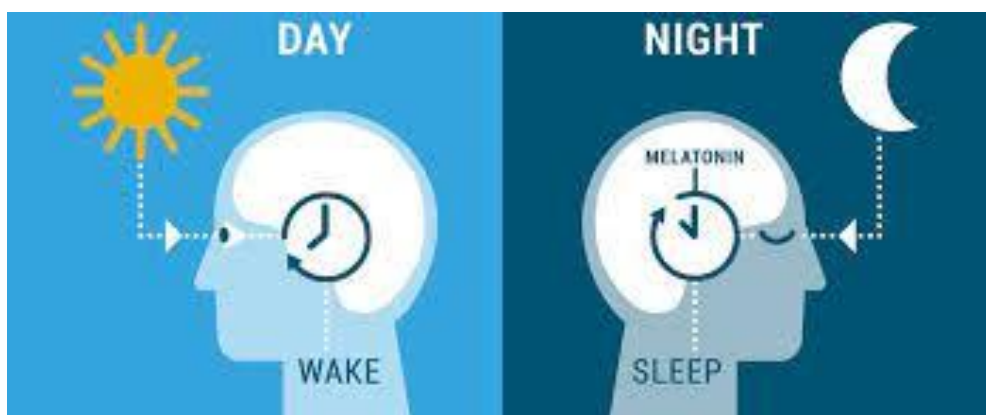 DAY
WAKE
NIGHT
MELATONIN
SLEEP